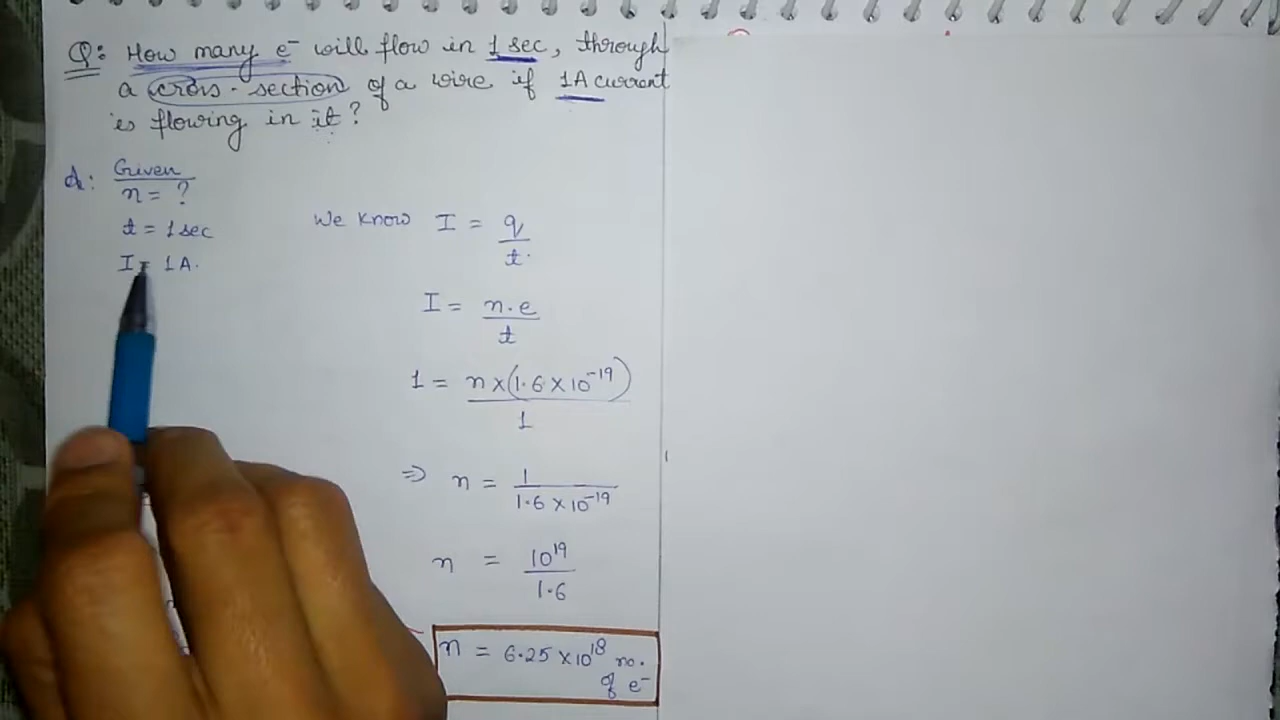 Q: How many e⁻ will flow in 1 sec, through
a cross-section of a wire if 1A current
is flowing in it?
Given
n = ?
t = 1 sec
I = 1A.
We know I = q/t
I = n.e/t
1 = n×(1.6×10⁻¹⁹)/1
⇒ n = 1/1.6×10⁻¹⁹
n = 10¹⁹/1.6
n = 6.25×10¹⁸ no.
of e⁻